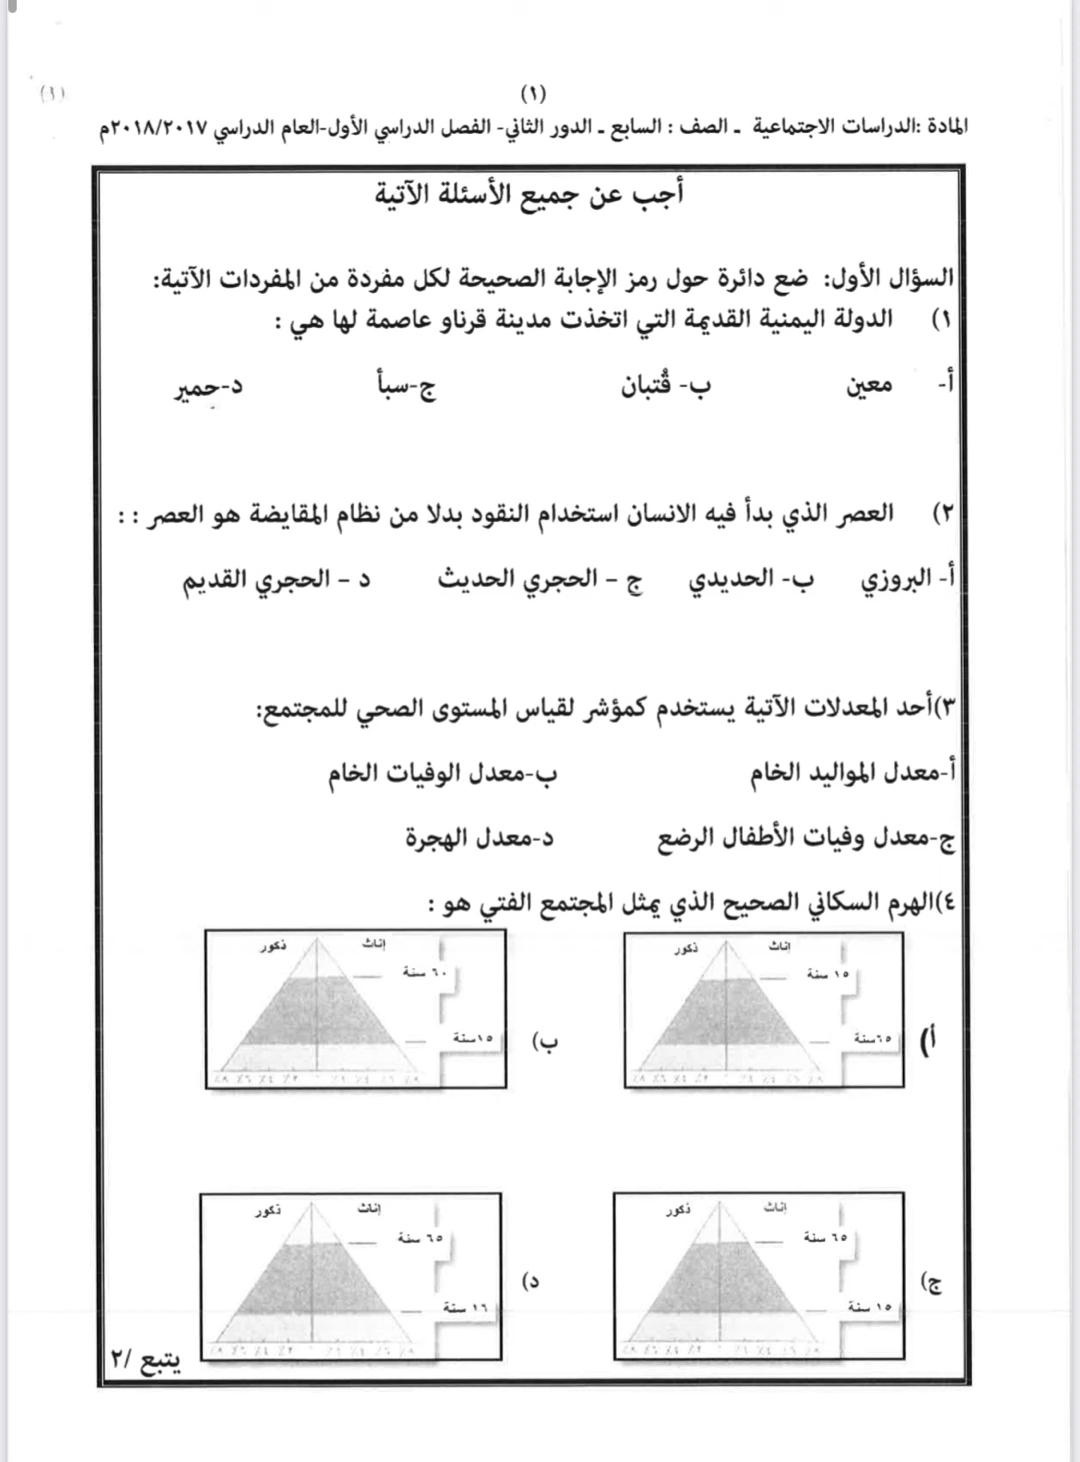 (١)
(١)
المادة :الدراسات الاجتماعية ـ الصف : السابع ـ الدور الثاني- الفصل الدراسي الأول-العام الدراسي ٢٠١٨/٢٠١٧م
أجب عن جميع الأسئلة الآتية
السؤال الأول: ضع دائرة حول رمز الإجابة الصحيحة لكل مفردة من المفردات الآتية:
١) الدولة اليمنية القديمة التي اتخذت مدينة قرناو عاصمة لها هي :
أ- معين ب- قُتبان ج-سبأ د-حمير
٢) العصر الذي بدأ فيه الانسان استخدام النقود بدلا من نظام المقايضة هو العصر : :
أ- البروزي ب- الحديدي ج – الحجري الحديث د – الحجري القديم
٣)أحد المعدلات الآتية يستخدم كمؤشر لقياس المستوى الصحي للمجتمع:
أ-معدل المواليد الخام ب-معدل الوفيات الخام
ج-معدل وفيات الأطفال الرضع د-معدل الهجرة
٤)الهرم السكاني الصحيح الذي يمثل المجتمع الفتي هو :
أ)
إناث ذكور
١٥ سنة
٦٥سنة
ب)
إناث ذكور
٦٠ سنة
١٥سنة
ج)
إناث ذكور
٦٥ سنة
١٥ سنة
د)
إناث ذكور
٦٥ سنة
١٦ سنة
يتبع /٢